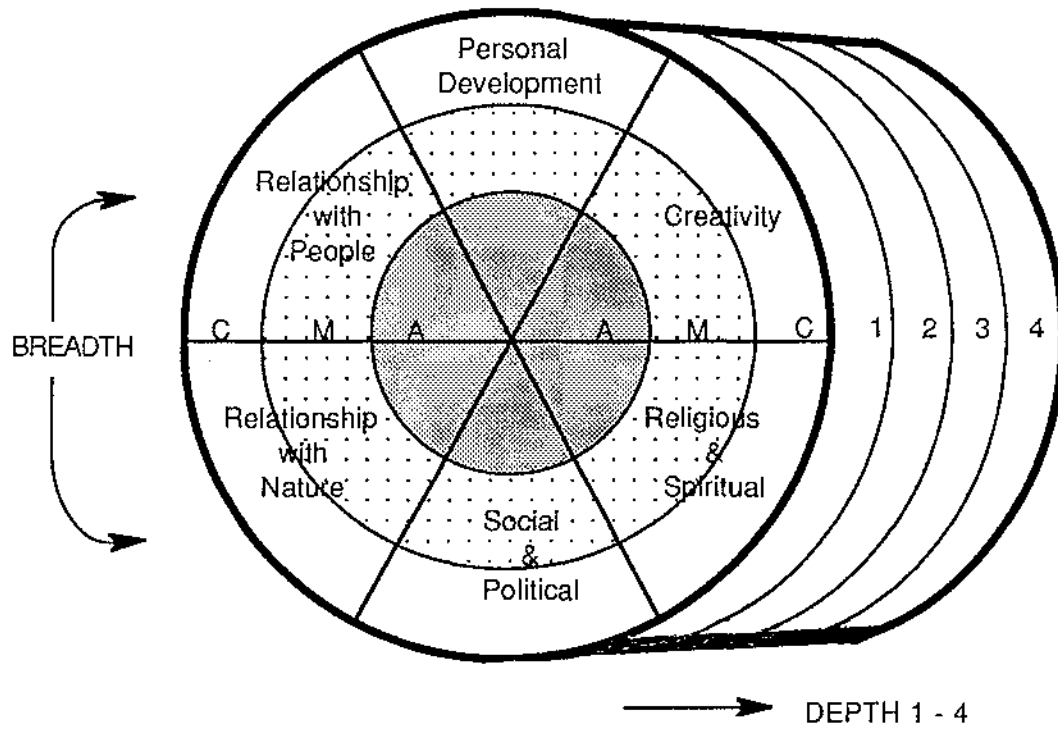 Personal
Development
Relationship
with
People
Creativity
BREADTH
C M A A M C 1 2 3 4
Relationship
with
Nature
Religious
&
Spiritual
Social
&
Political
DEPTH 1 - 4